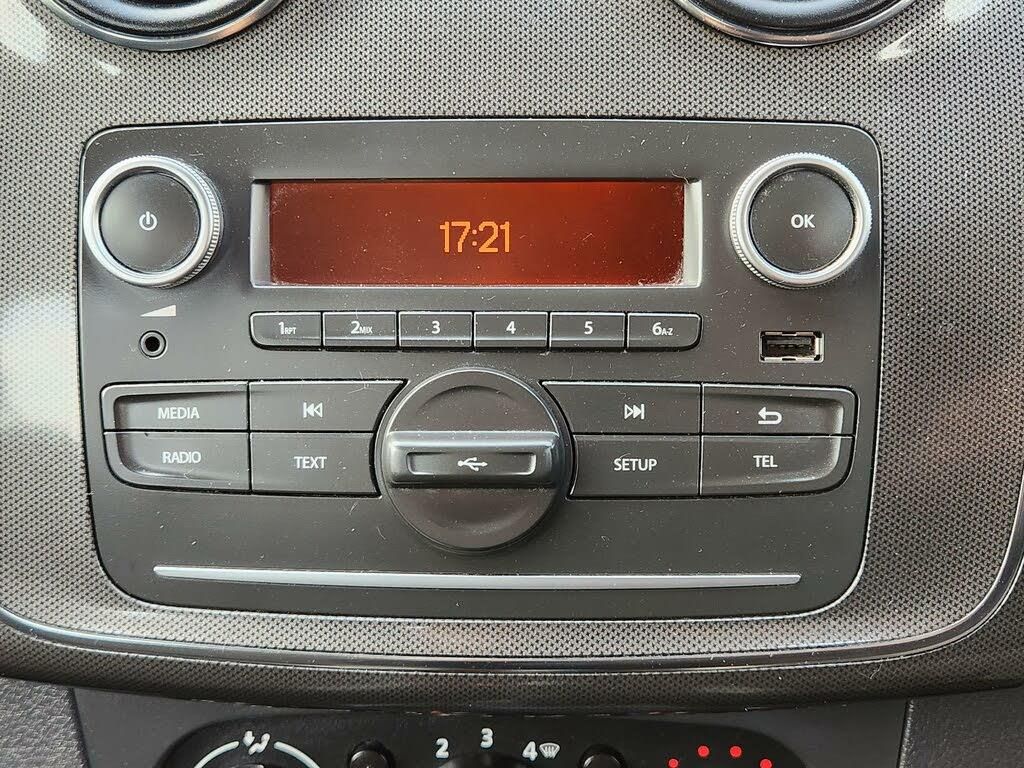 17:21
OK
1RPT 2MIX 3 4 5 6A-Z
MEDIA
RADIO TEXT SETUP TEL
2 3 4